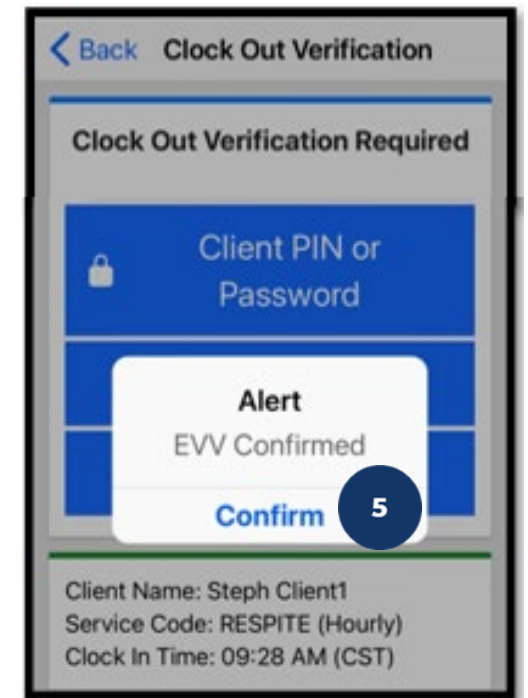 Back Clock Out Verification
Clock Out Verification Required
Client PIN or
Password
Alert
EVV Confirmed
Confirm 5
Client Name: Steph Client1
Service Code: RESPITE (Hourly)
Clock In Time: 09:28 AM (CST)